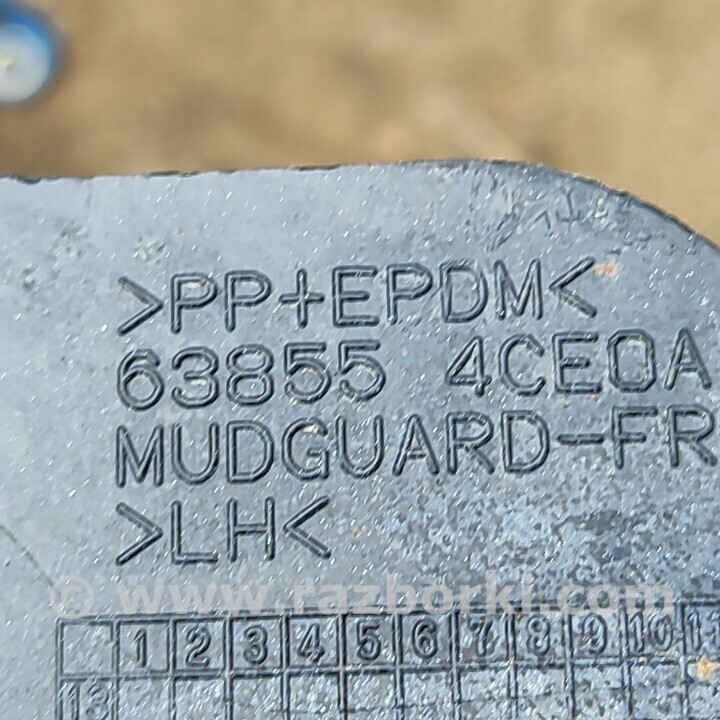 >PP+EPDM<
63855 4CE0A
MUDGUARD-FR
>LH<
© www.razborki.com
1 2 3 4 5 6 7 8 9 10
13